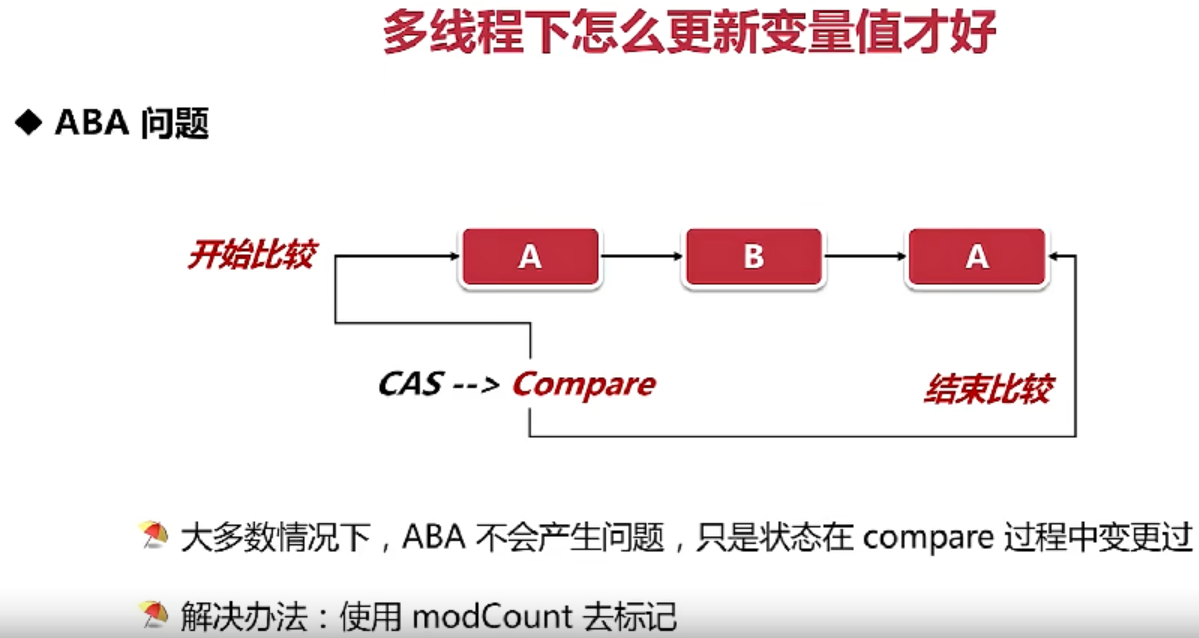 多线程下怎么更新变量值才好
◆ ABA 问题
开始比较
A
B
A
CAS --> Compare
结束比较
大多数情况下，ABA 不会产生问题，只是状态在 compare 过程中变更过
解决办法：使用 modCount 去标记